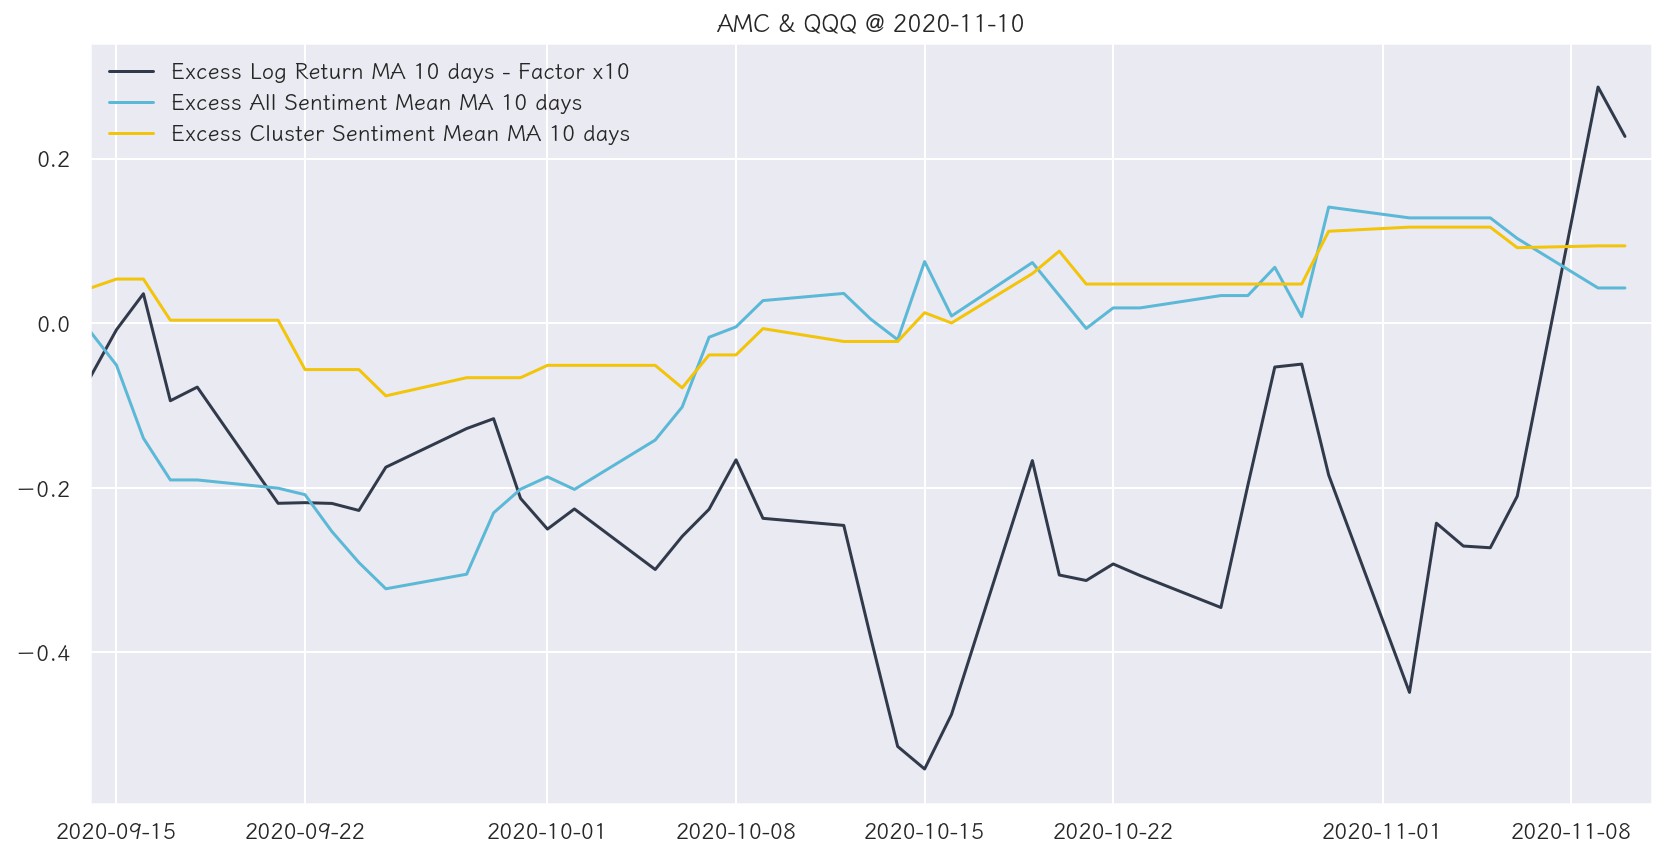 AMC & QQQ @ 2020-11-10
Excess Log Return MA 10 days - Factor x10
Excess All Sentiment Mean MA 10 days
Excess Cluster Sentiment Mean MA 10 days
0.2
0.0
−0.2
−0.4
2020-09-15 2020-09-22 2020-10-01 2020-10-08 2020-10-15 2020-10-22 2020-11-01 2020-11-08